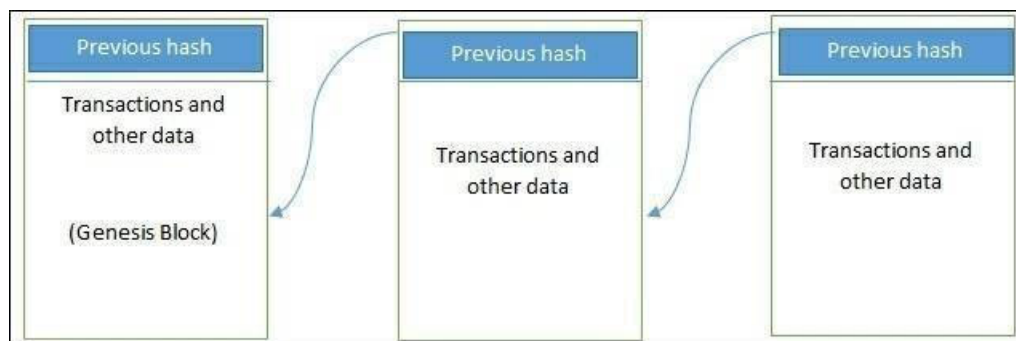 Previous hash
Transactions and
other data
(Genesis Block)
Previous hash
Transactions and
other data
Previous hash
Transactions and
other data